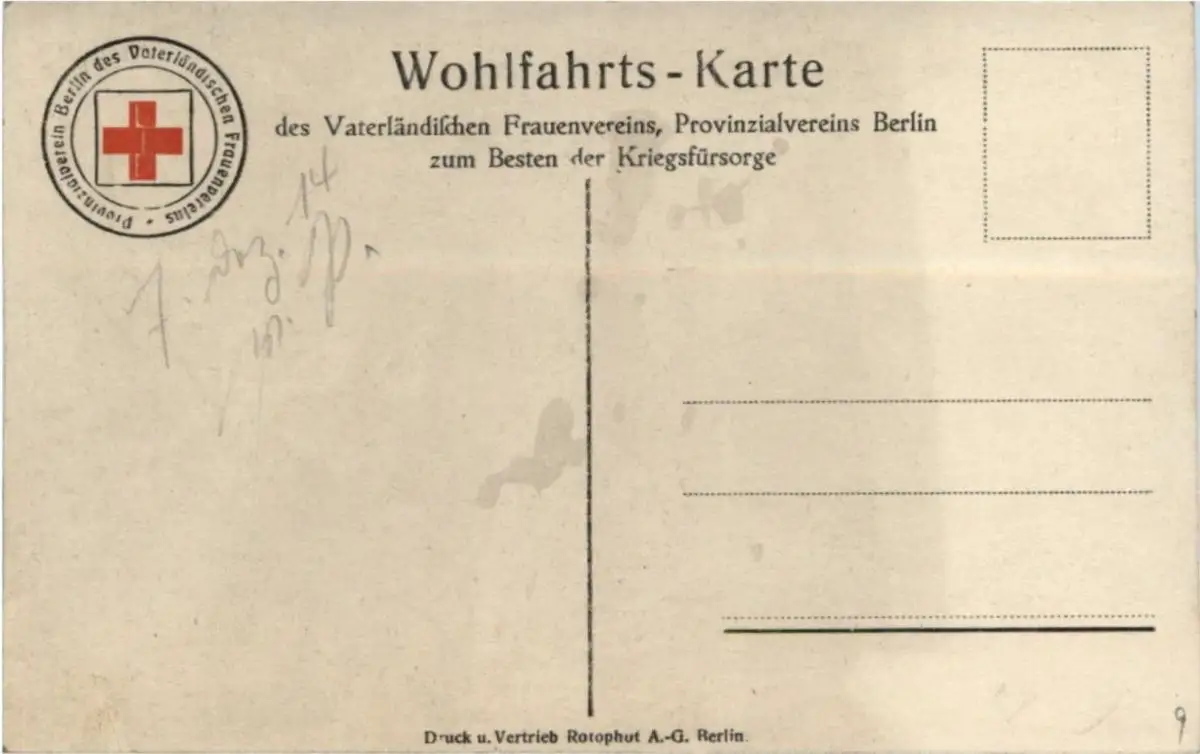 Provinzialverein Berlin des Vaterländischen Frauenvereins
Wohlfahrts-Karte
des Vaterländiſchen Frauenvereins, Provinzialvereins Berlin
zum Besten der Kriegsfürsorge
14
Druck u. Vertrieb Rotophot A.-G. Berlin.
9